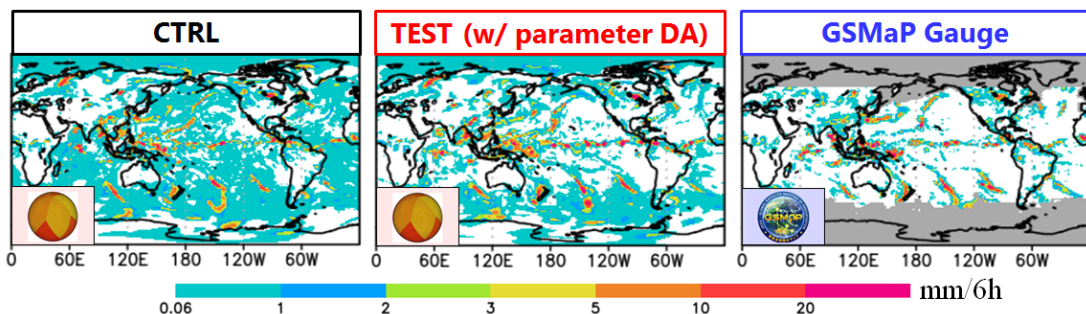 CTRL
TEST (w/ parameter DA)
GSMaP Gauge
GSMaP
0 60E 120E 180 120W 60W
0 60E 120E 180 120W 60W
0 60E 120E 180 120W 60W
0.06 1 2 3 5 10 20 mm/6h